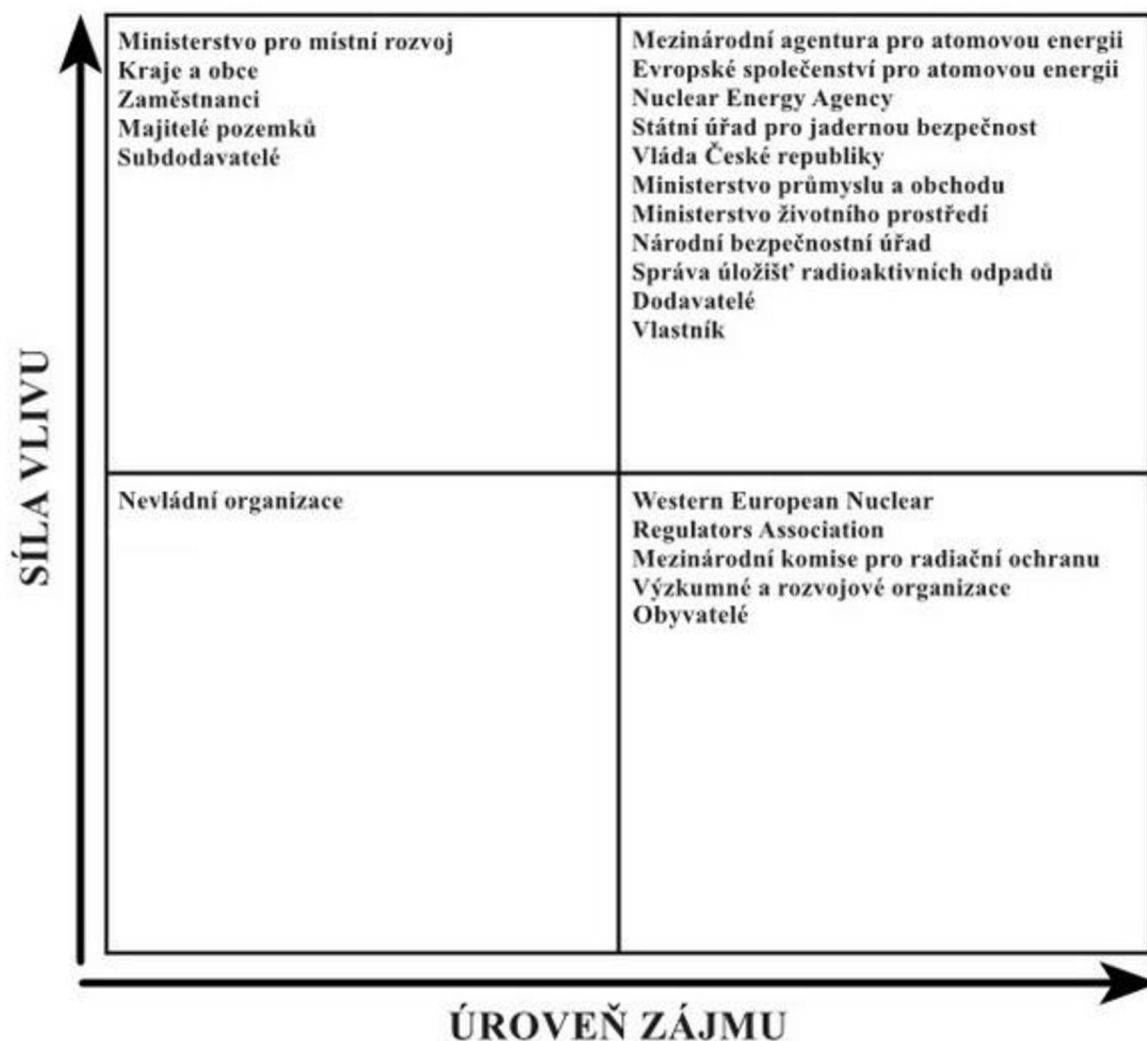 SÍLA VLIVU
Ministerstvo pro místní rozvoj
Kraje a obce
Zaměstnanci
Majitelé pozemků
Subdodavatelé
Mezinárodní agentura pro atomovou energii
Evropské společenství pro atomovou energii
Nuclear Energy Agency
Státní úřad pro jadernou bezpečnost
Vláda České republiky
Ministerstvo průmyslu a obchodu
Ministerstvo životního prostředí
Národní bezpečnostní úřad
Správa úložišť radioaktivních odpadů
Dodavatelé
Vlastník
Nevládní organizace
Western European Nuclear
Regulators Association
Mezinárodní komise pro radiační ochranu
Výzkumné a rozvojové organizace
Obyvatelé
ÚROVEŇ ZÁJMU